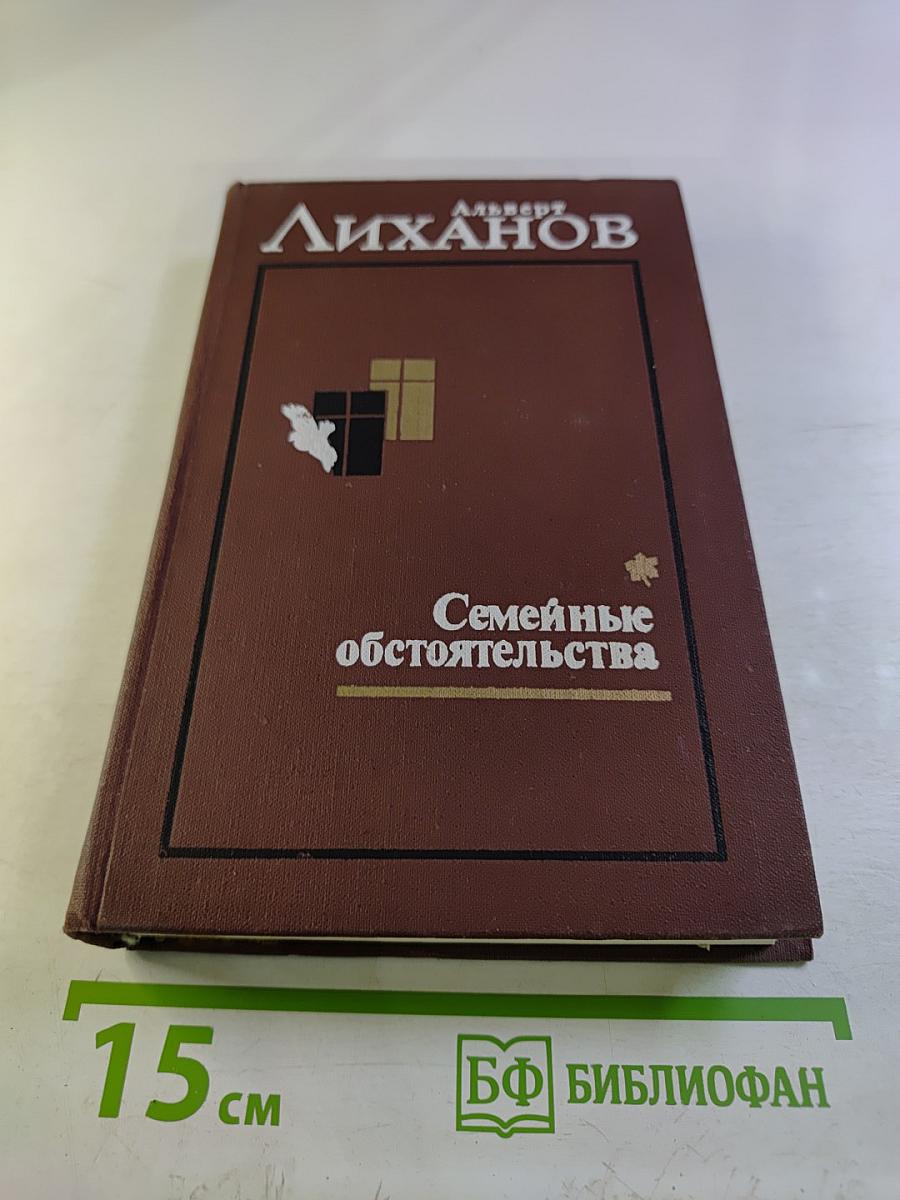 Альберт
ЛИХАНОВ
Семейные
обстоятельства
15 см
БФ БИБЛИОФАН